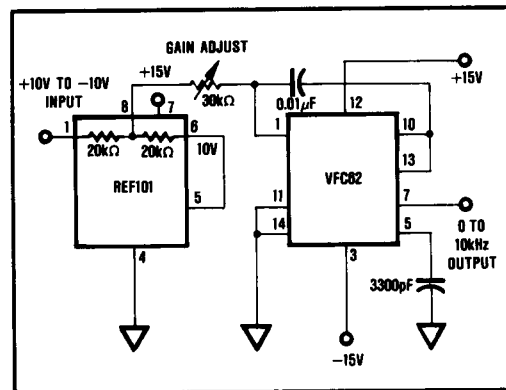 GAIN ADJUST
+15V
+10V TO -10V
INPUT
8
7
30kΩ
0.01µF
12
+15V
1
20kΩ
20kΩ
6
10V
1
10
13
REF101
5
VFC62
11
14
7
5
0 TO
10kHz
OUTPUT
4
3
3300pF
-15V